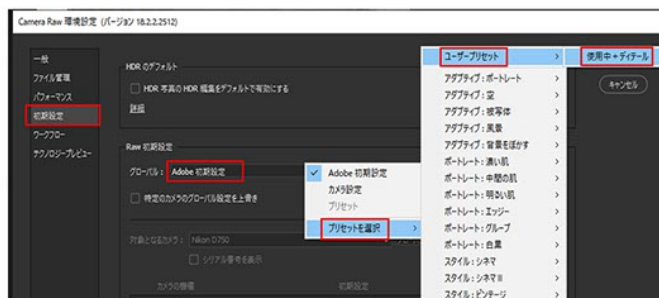 Camera Raw 環境設定 (バージョン 18.2.2.2512)
一般
ファイル管理
パフォーマンス
初期設定
ワークフロー
テクノロジープレビュー
HDR のデフォルト
HDR 写真の HDR 編集をデフォルトで有効にする
詳細
Raw 初期設定
グローバル： Adobe 初期設定
特定のカメラのグローバル設定を上書き
対象となるカメラ： Nikon D750
シリアル番号を表示
カメラの機種
初期設定
Adobe 初期設定
カメラ設定
プリセット
プリセットを選択
ユーザープリセット
アダプティブ：ポートレート
アダプティブ：空
アダプティブ：被写体
アダプティブ：風景
アダプティブ：背景をぼかす
ポートレート：濃い肌
ポートレート：中間の肌
ポートレート：明るい肌
ポートレート：エッジー
ポートレート：グループ
ポートレート：白黒
スタイル：シネマ
スタイル：シネマ II
スタイル：ビンテージ
使用中＋ディテール
キャンセル